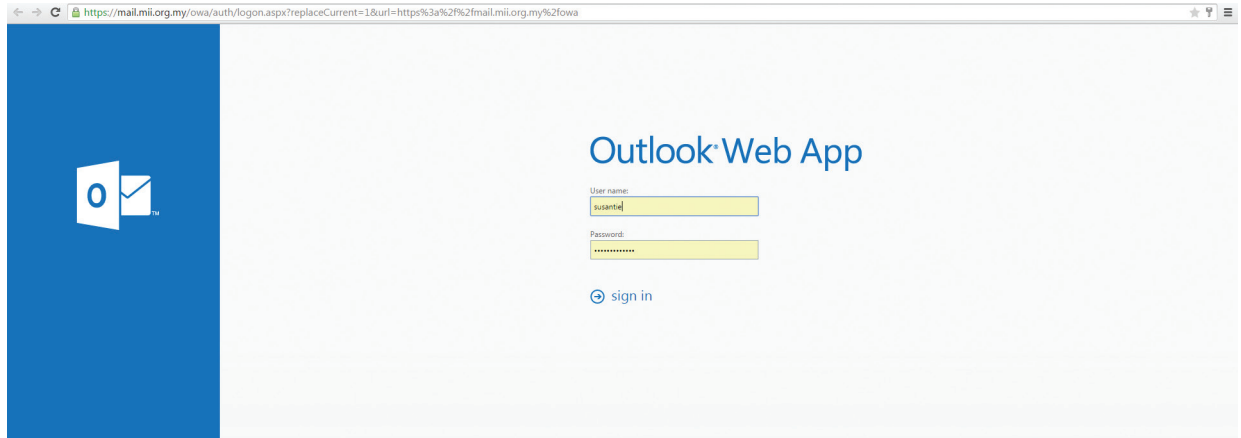 https://mail.mii.org.my/owa/auth/logon.aspx?replaceCurrent=1&url=https%3a%2f%2fmail.mii.org.my%2fowa
Outlook® Web App
O
TM
User name:
susantie
Password:
•••••••••••••
sign in